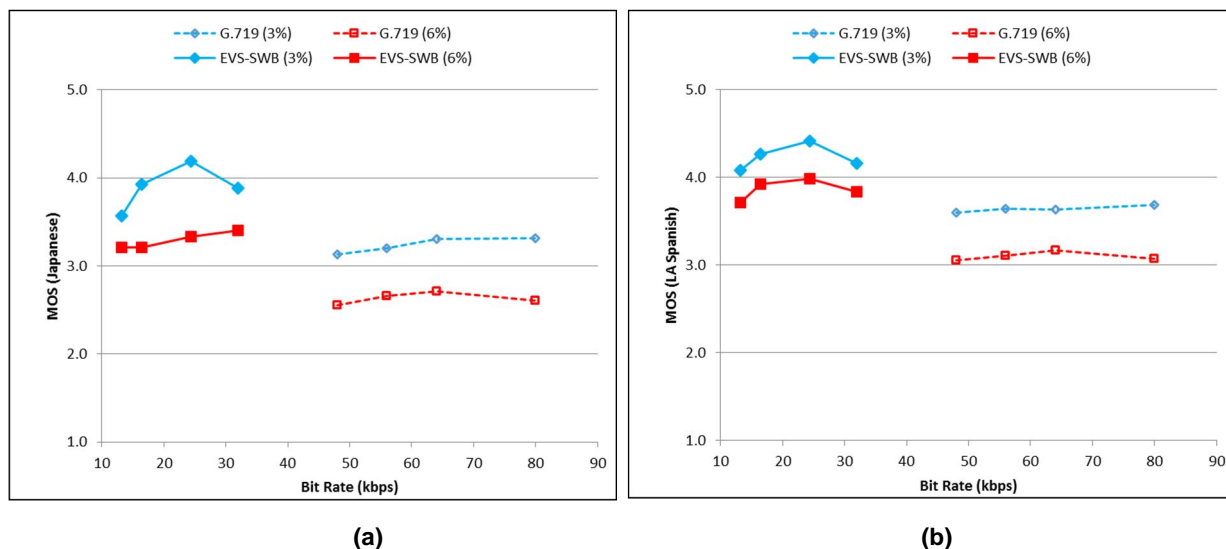 G.719 (3%) G.719 (6%)
EVS-SWB (3%) EVS-SWB (6%)
5.0
4.0
3.0
2.0
1.0
MOS (Japanese)
10 20 30 40 50 60 70 80 90
Bit Rate (kbps)
(a)
G.719 (3%) G.719 (6%)
EVS-SWB (3%) EVS-SWB (6%)
5.0
4.0
3.0
2.0
1.0
MOS (LA Spanish)
10 20 30 40 50 60 70 80 90
Bit Rate (kbps)
(b)